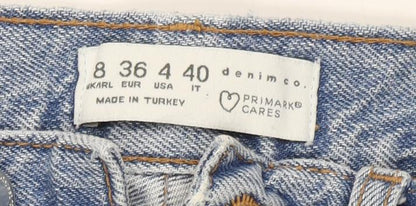 8 36 4 40
UK/IRL EUR USA IT
MADE IN TURKEY
denim co.
PRIMARK®
CARES